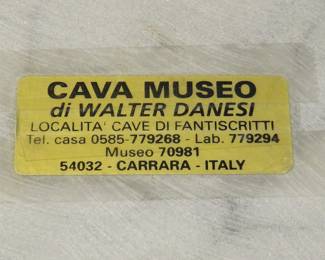 CAVA MUSEO
di WALTER DANESI
LOCALITA' CAVE DI FANTISCRITTI
Tel. casa 0585-779268 - Lab. 779294
Museo 70981
54032 - CARRARA - ITALY